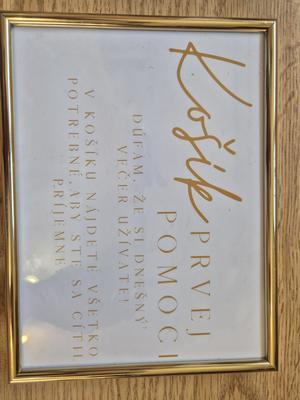 Košík
PRVEJ
POMOCI
DÚFAM, ŽE SI DNEŠNÝ
VEČER UŽÍVATE!
V KOŠÍKU NÁJDETE VŠETKO
POTREBNÉ, ABY STE SA CÍTILI
PRÍJEMNE